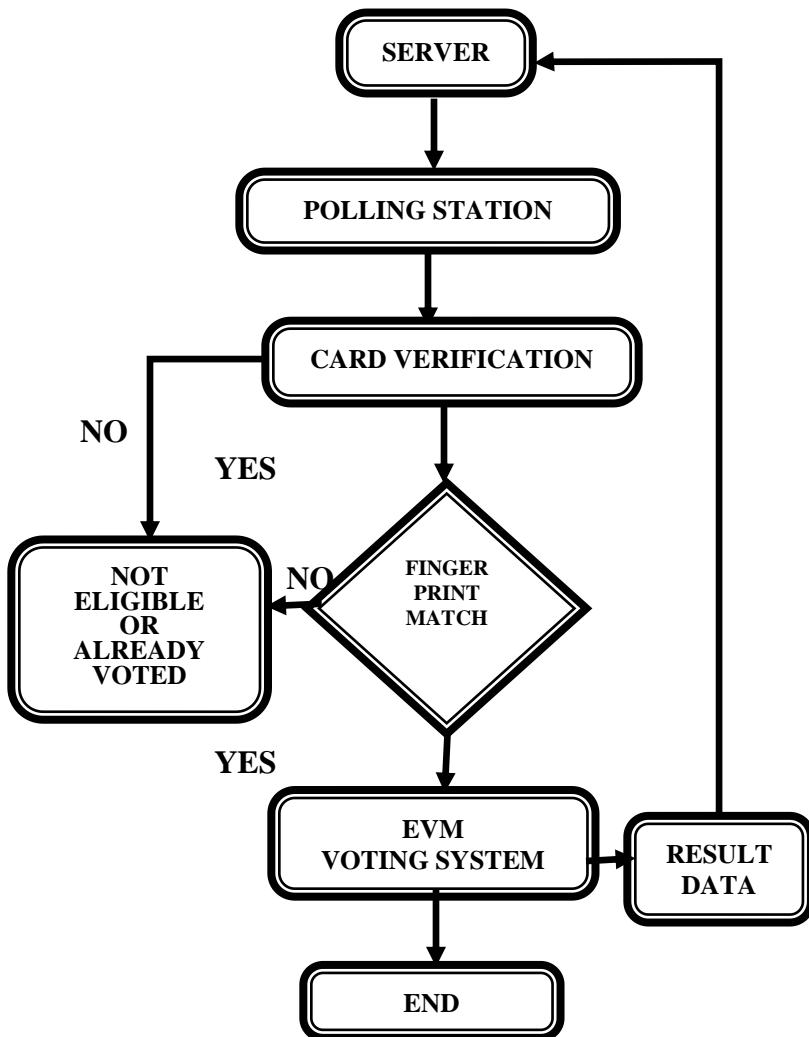 SERVER
POLLING STATION
CARD VERIFICATION
NO
YES
NOT
ELIGIBLE
OR
ALREADY
VOTED
NO
FINGER
PRINT
MATCH
YES
EVM
VOTING SYSTEM
RESULT
DATA
END